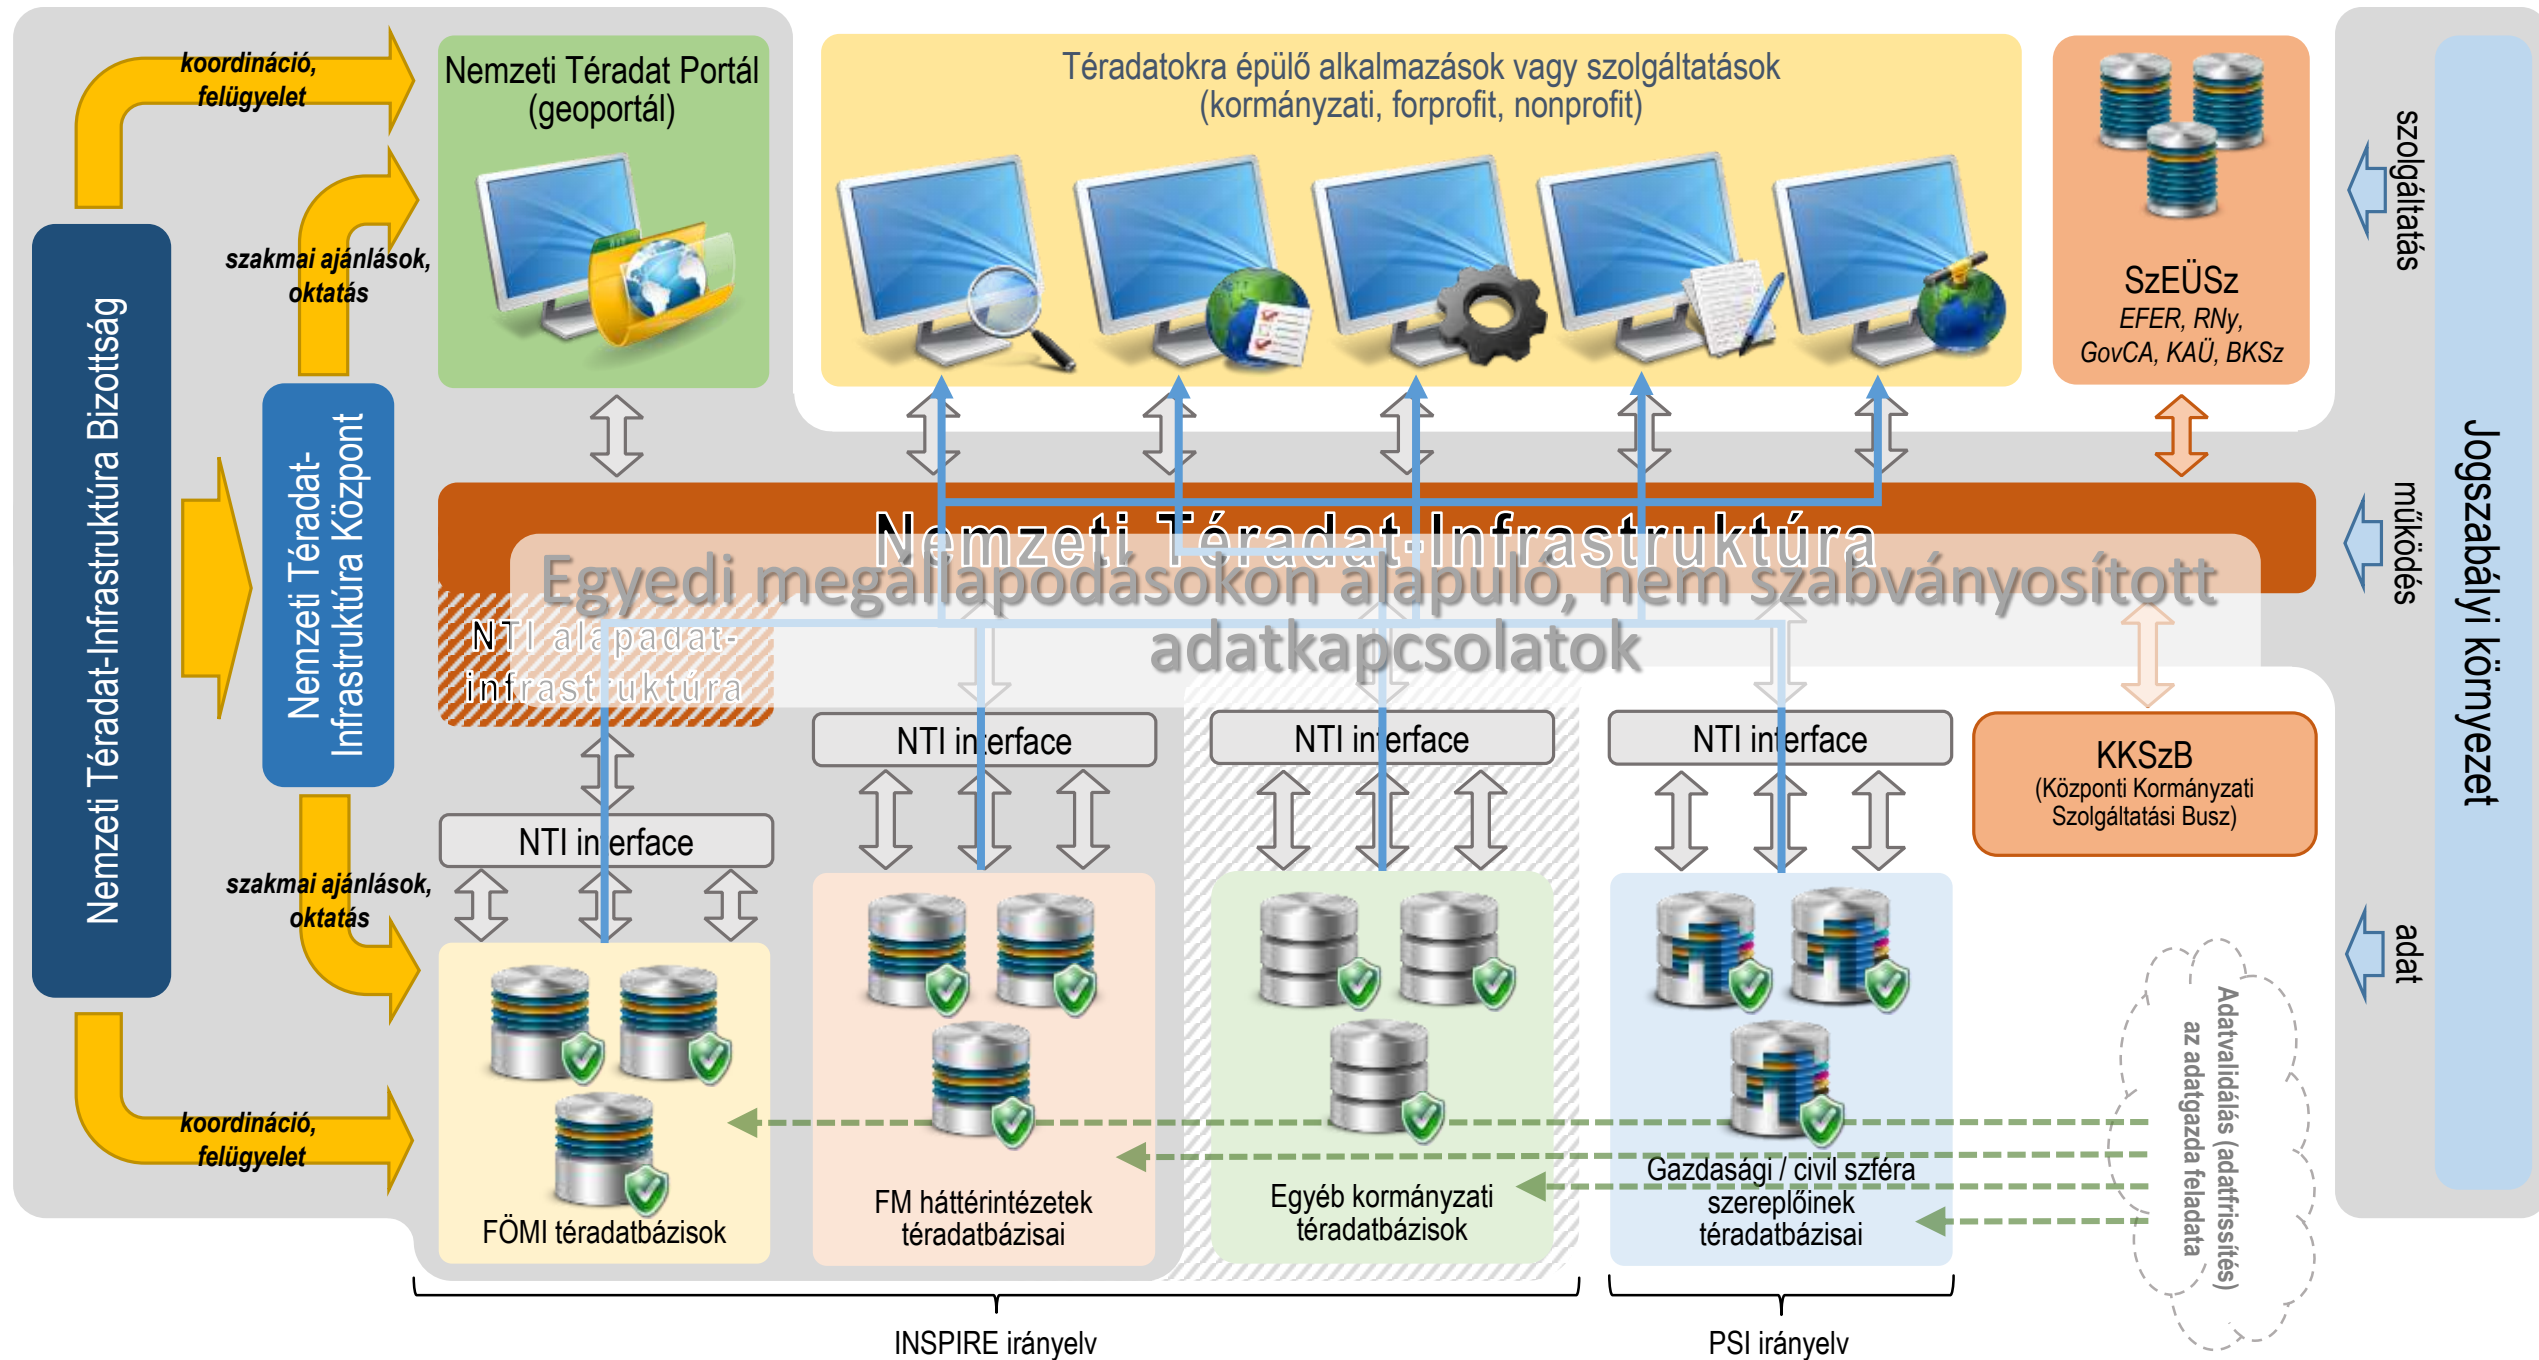 koordináció,
felügyelet
Nemzeti Téradat Portál
(geoportál)
Téradatokra épülő alkalmazások vagy szolgáltatások
(kormányzati, forprofit, nonprofit)
SzEÜSz
EFER, RNy,
GovCA, KAÜ, BKSz
szolgáltatás
szakmai ajánlások,
oktatás
Nemzeti Téradat-Infrastruktúra Bizottság
Nemzeti Téradat-
Infrastruktúra Központ
Jogszabályi környezet
működés
Nemzeti Téradat-Infrastruktúra
Egyedi megállapodásokon alapuló, nem szabványosított
adatkapcsolatok
NTI alapadat-
infrastruktúra
NTI interface
NTI interface
NTI interface
NTI interface
KKSzB
(Központi Kormányzati
Szolgáltatási Busz)
szakmai ajánlások,
oktatás
adat
koordináció,
felügyelet
FÖMI téradatbázisok
FM háttérintézetek
téradatbázisai
Egyéb kormányzati
téradatbázisok
Gazdasági / civil szféra
szereplőinek
téradatbázisai
Adatvalidálás (adatfrissítés)
az adatgazda feladata
INSPIRE irányelv
PSI irányelv